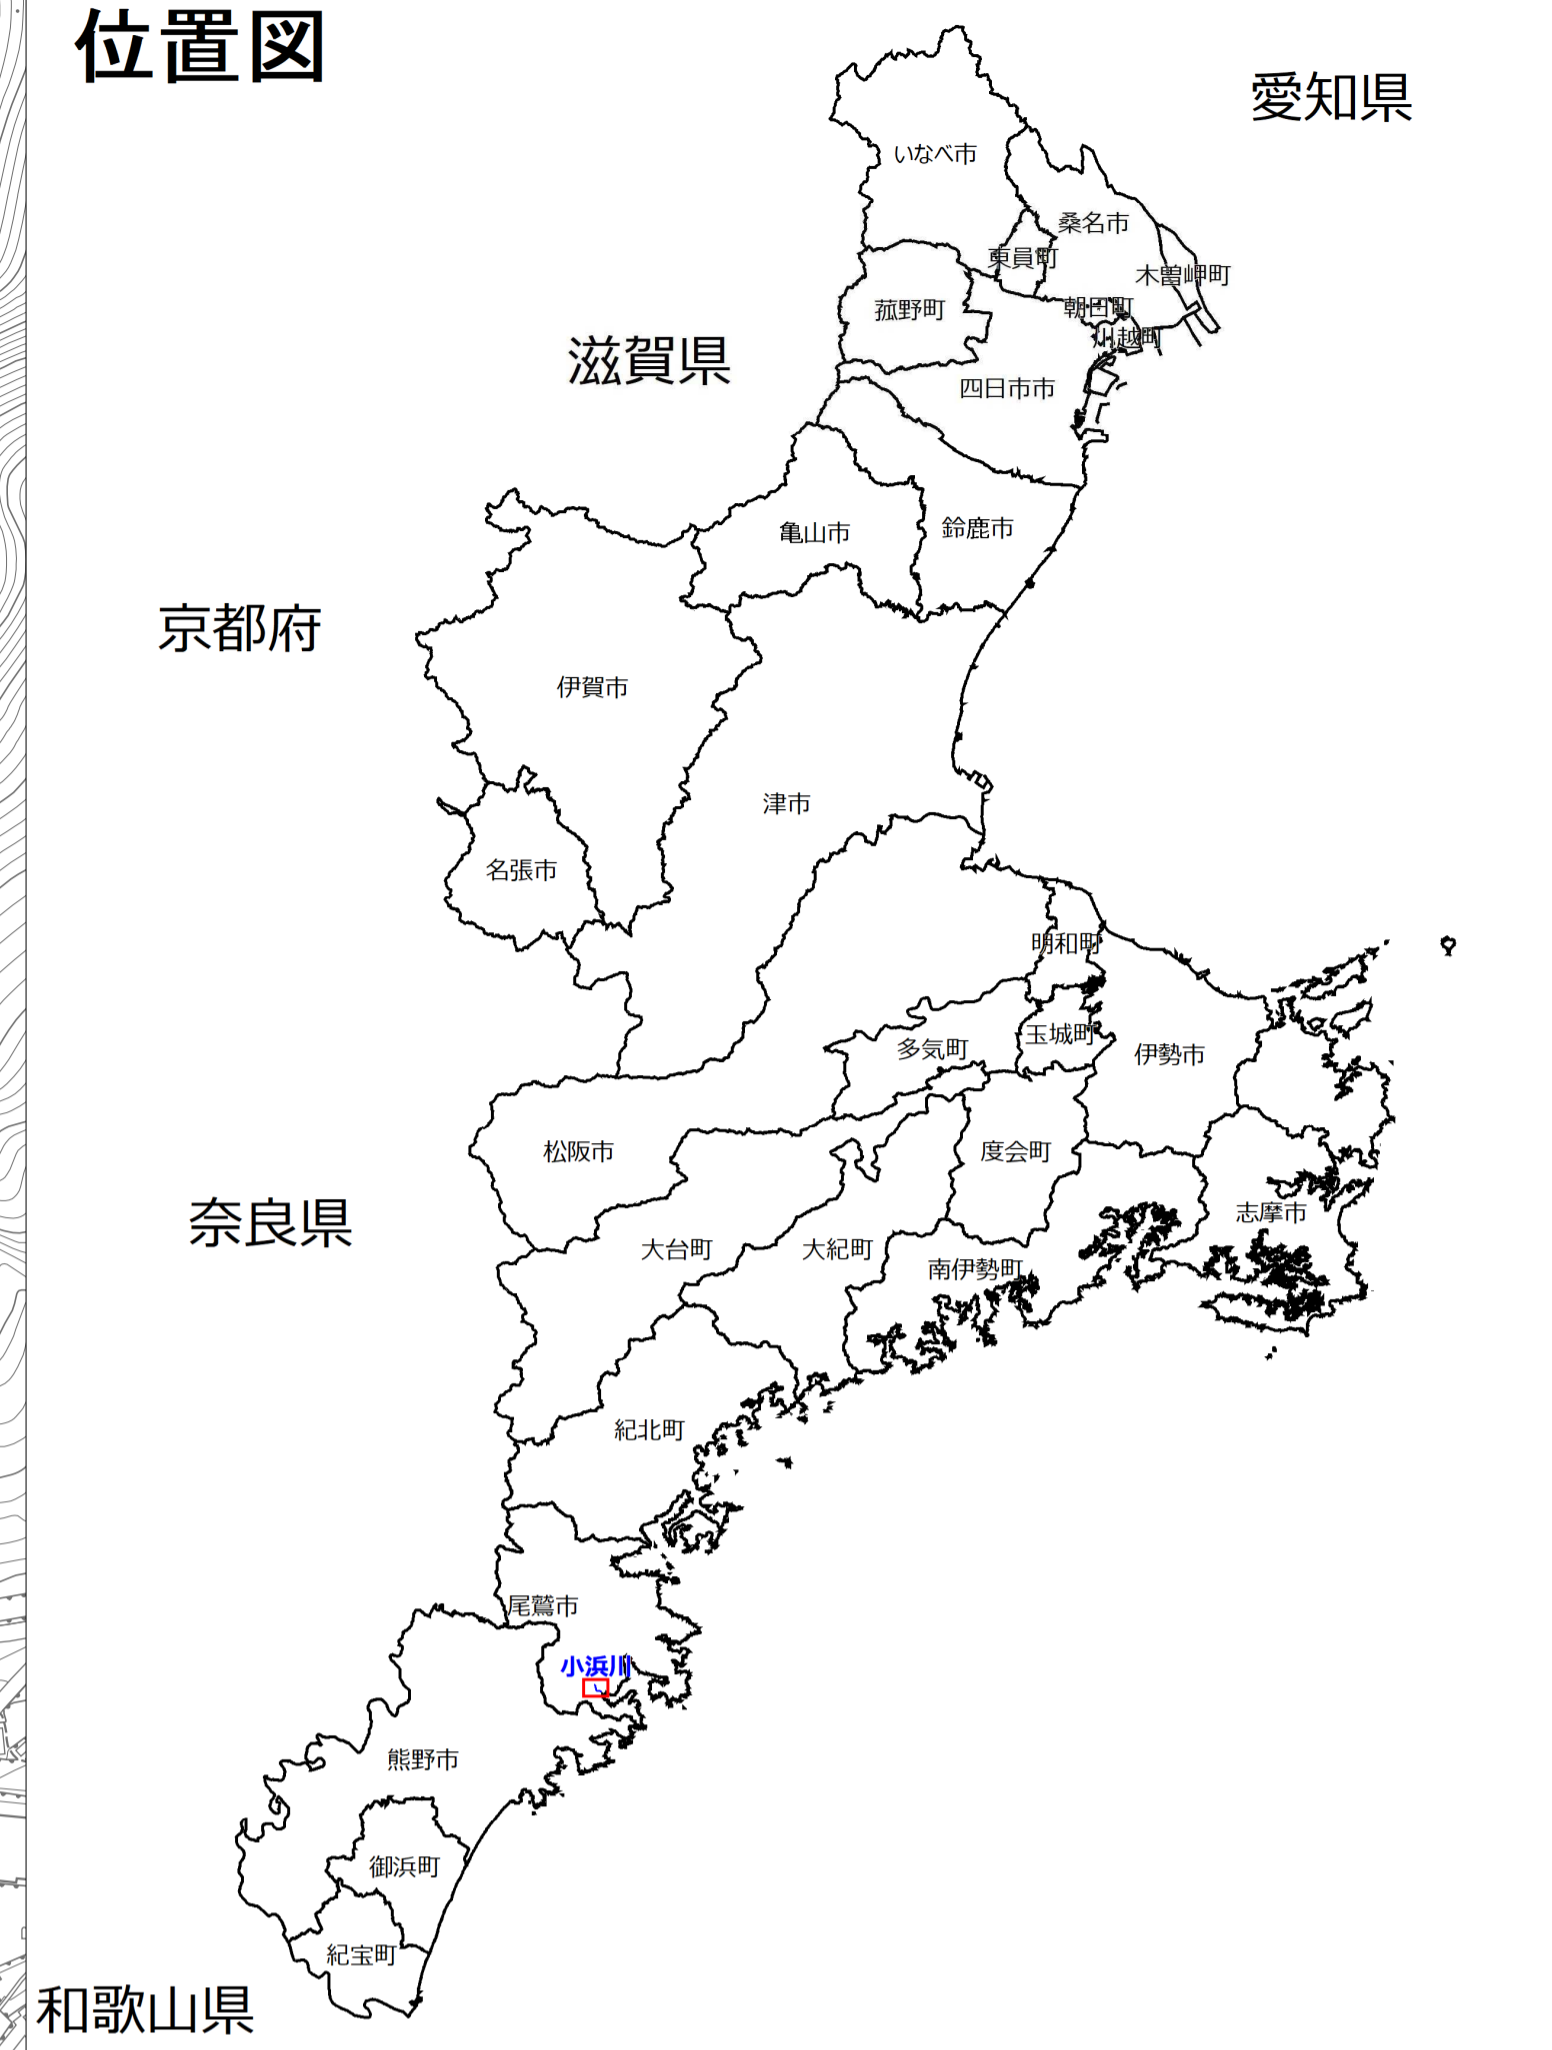 位置図
愛知県
いなべ市
桑名市
東員町
木曽岬町
朝日町
菰野町
川越町
滋賀県
四日市市
亀山市
鈴鹿市
京都府
伊賀市
津市
名張市
明和町
玉城町
多気町
伊勢市
松阪市
度会町
奈良県
志摩市
大台町
大紀町
南伊勢町
紀北町
尾鷲市
小浜川
熊野市
御浜町
紀宝町
和歌山県